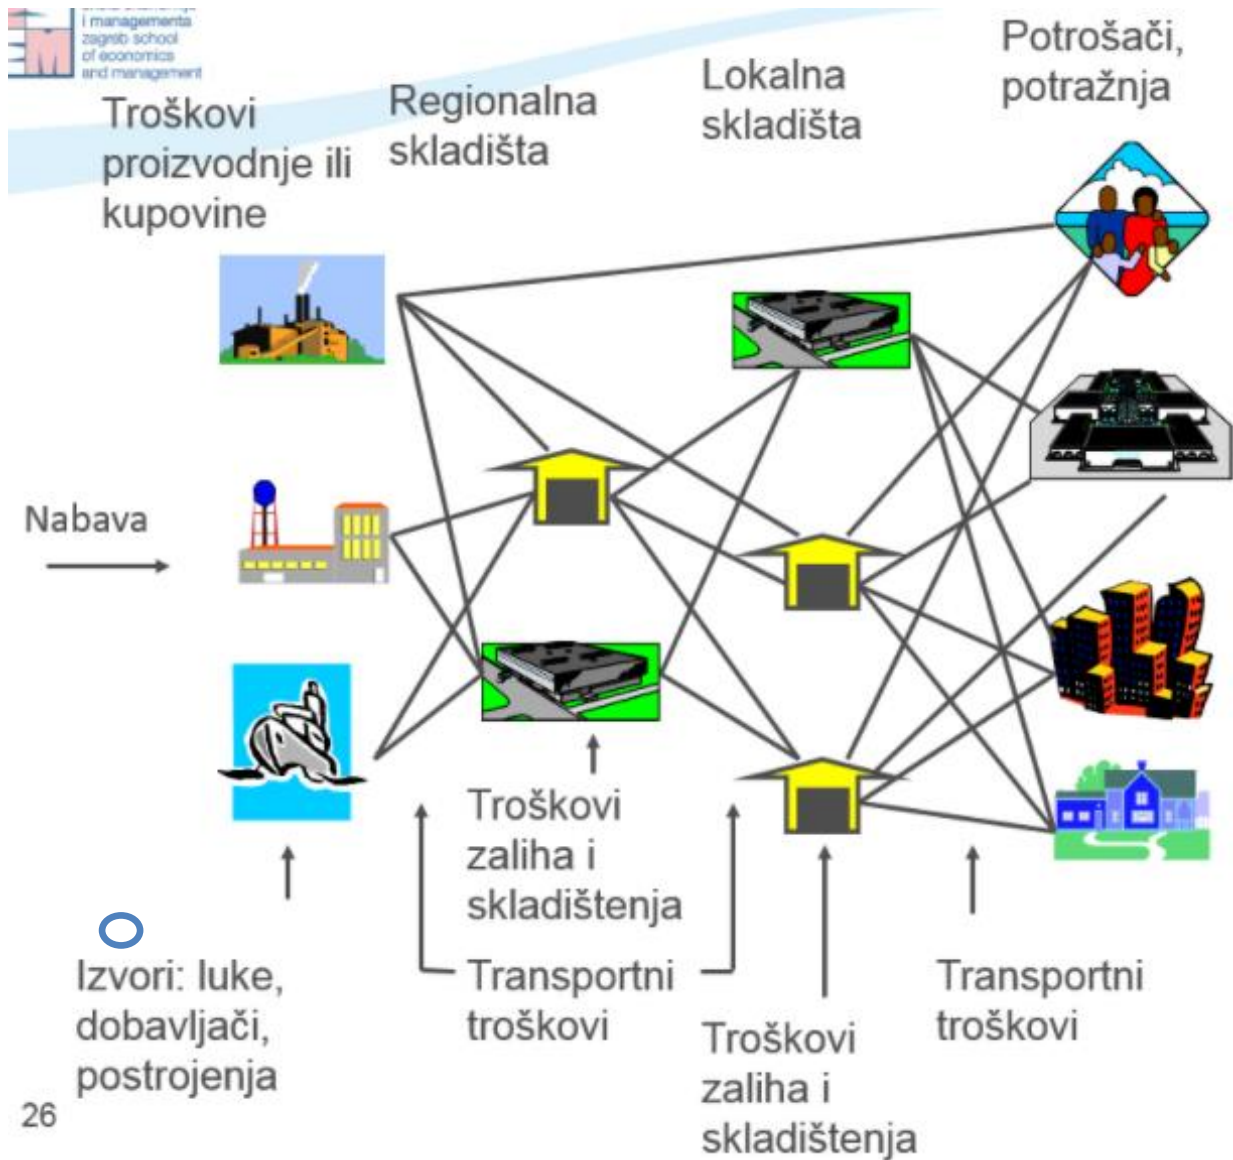 i managementa
zagreb school
of economics
and management
Troškovi
proizvodnje ili
kupovine
Regionalna
skladišta
Lokalna
skladišta
Potrošači,
potražnja
Nabava
Troškovi
zaliha i
skladištenja
Izvori: luke,
dobavljači,
postrojenja
Transportni
troškovi
Troškovi
zaliha i
skladištenja
Transportni
troškovi
26